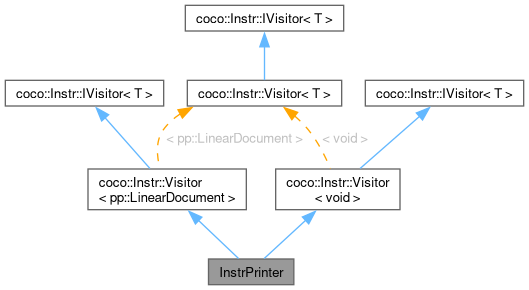 coco::Instr::IVisitor< T >
coco::Instr::IVisitor< T >
coco::Instr::Visitor< T >
coco::Instr::IVisitor< T >
< pp::LinearDocument >
< void >
coco::Instr::Visitor
< pp::LinearDocument >
coco::Instr::Visitor
< void >
InstrPrinter